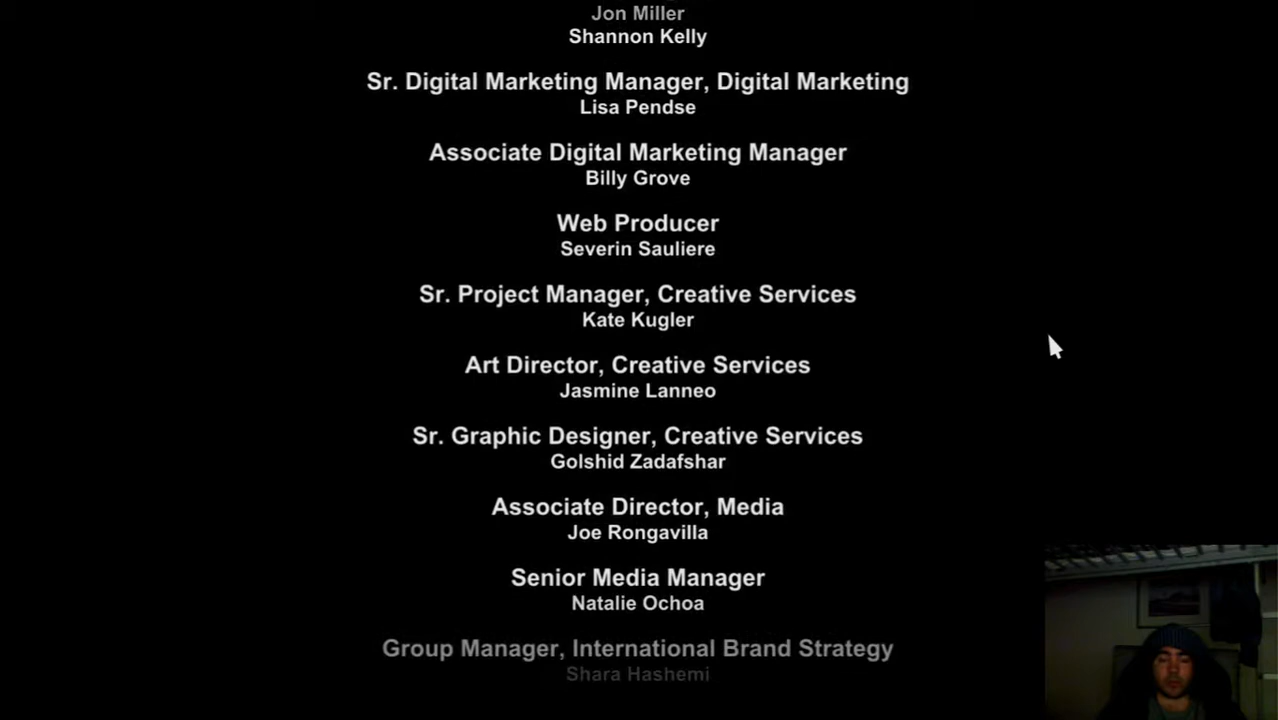 Jon Miller
Shannon Kelly
Sr. Digital Marketing Manager, Digital Marketing
Lisa Pendse
Associate Digital Marketing Manager
Billy Grove
Web Producer
Severin Sauliere
Sr. Project Manager, Creative Services
Kate Kugler
Art Director, Creative Services
Jasmine Lanneo
Sr. Graphic Designer, Creative Services
Golshid Zadafshar
Associate Director, Media
Joe Rongavilla
Senior Media Manager
Natalie Ochoa
Group Manager, International Brand Strategy
Shara Hashemi